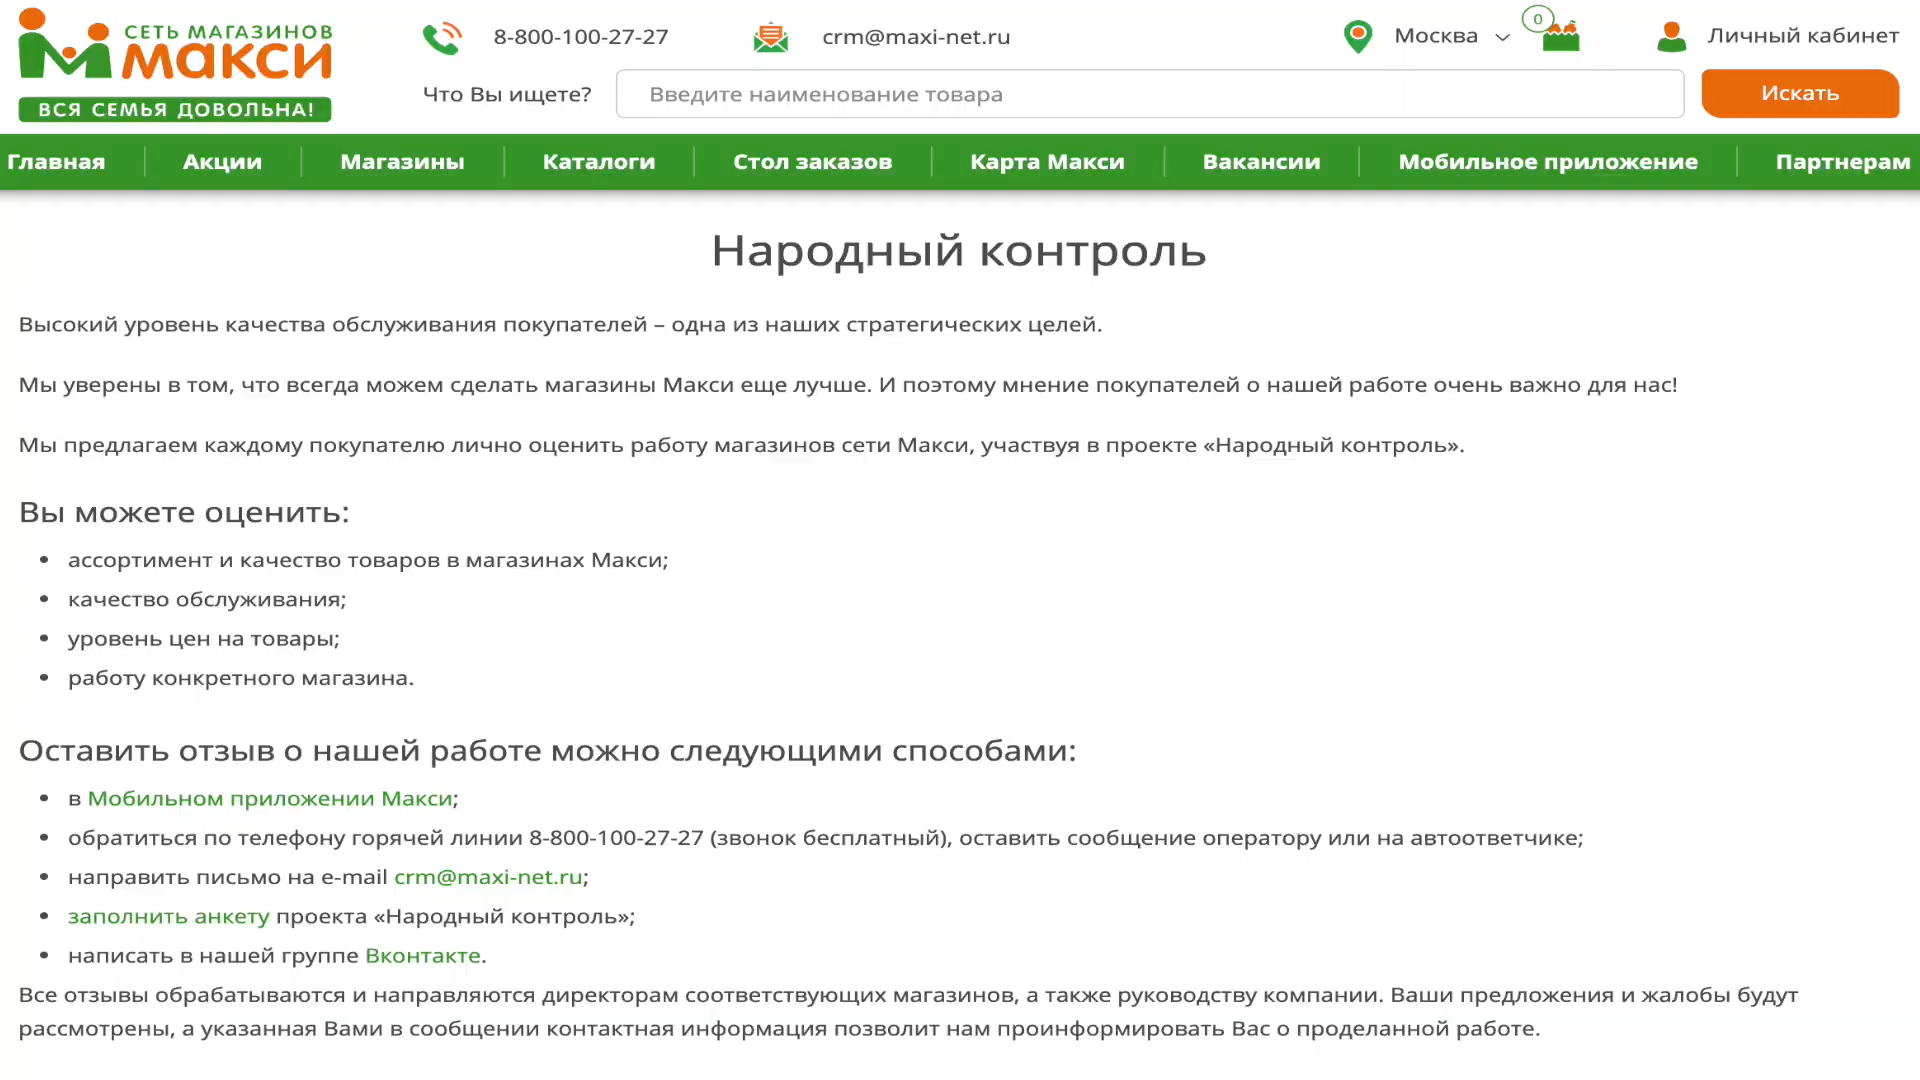 СЕТЬ МАГАЗИНОВ
МАКСИ
ВСЯ СЕМЬЯ ДОВОЛЬНА!
8-800-100-27-27
crm@maxi-net.ru
Москва
0
Личный кабинет
Что Вы ищете?
Введите наименование товара
Искать
Главная
Акции
Магазины
Каталоги
Стол заказов
Карта Макси
Вакансии
Мобильное приложение
Партнерам
Народный контроль
Высокий уровень качества обслуживания покупателей – одна из наших стратегических целей.
Мы уверены в том, что всегда можем сделать магазины Макси еще лучше. И поэтому мнение покупателей о нашей работе очень важно для нас!
Мы предлагаем каждому покупателю лично оценить работу магазинов сети Макси, участвуя в проекте «Народный контроль».
Вы можете оценить:
• ассортимент и качество товаров в магазинах Макси;
• качество обслуживания;
• уровень цен на товары;
• работу конкретного магазина.
Оставить отзыв о нашей работе можно следующими способами:
• в Мобильном приложении Макси;
• обратиться по телефону горячей линии 8-800-100-27-27 (звонок бесплатный), оставить сообщение оператору или на автоответчике;
• направить письмо на e-mail crm@maxi-net.ru;
• заполнить анкету проекта «Народный контроль»;
• написать в нашей группе Вконтакте.
Все отзывы обрабатываются и направляются директорам соответствующих магазинов, а также руководству компании. Ваши предложения и жалобы будут
рассмотрены, а указанная Вами в сообщении контактная информация позволит нам проинформировать Вас о проделанной работе.